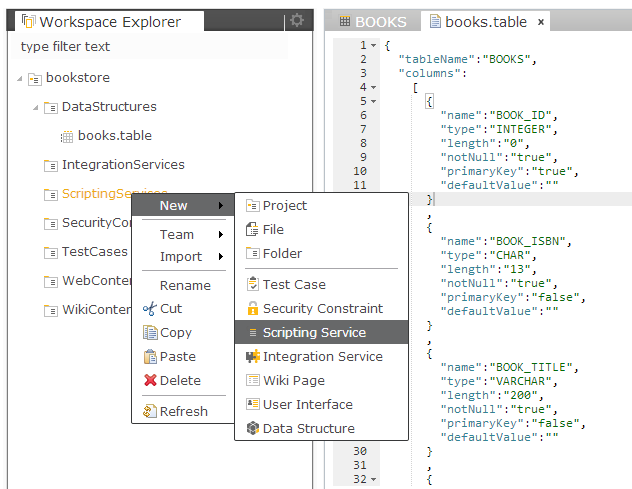 Workspace Explorer
type filter text
bookstore
DataStructures
books.table
IntegrationServices
ScriptingServices
SecurityCon
TestCases
WebConten
WikiConten
New
Team
Import
Rename
Cut
Copy
Paste
Delete
Refresh
Project
File
Folder
Test Case
Security Constraint
Scripting Service
Integration Service
Wiki Page
User Interface
Data Structure
BOOKS
books.table x
1 {
2 "tableName":"BOOKS",
3 "columns":
4 [
5 {
6 "name":"BOOK_ID",
7 "type":"INTEGER",
8 "length":"0",
9 "notNull":"true",
10 "primaryKey":"true",
11 "defaultValue":""
}
,
{
"name":"BOOK_ISBN",
"type":"CHAR",
"length":"13",
"notNull":"true",
"primaryKey":"false",
"defaultValue":""
}
,
{
"name":"BOOK_TITLE",
"type":"VARCHAR",
"length":"200",
"notNull":"true",
"primaryKey":"false",
"defaultValue":""
30 }
31 ,
32 {